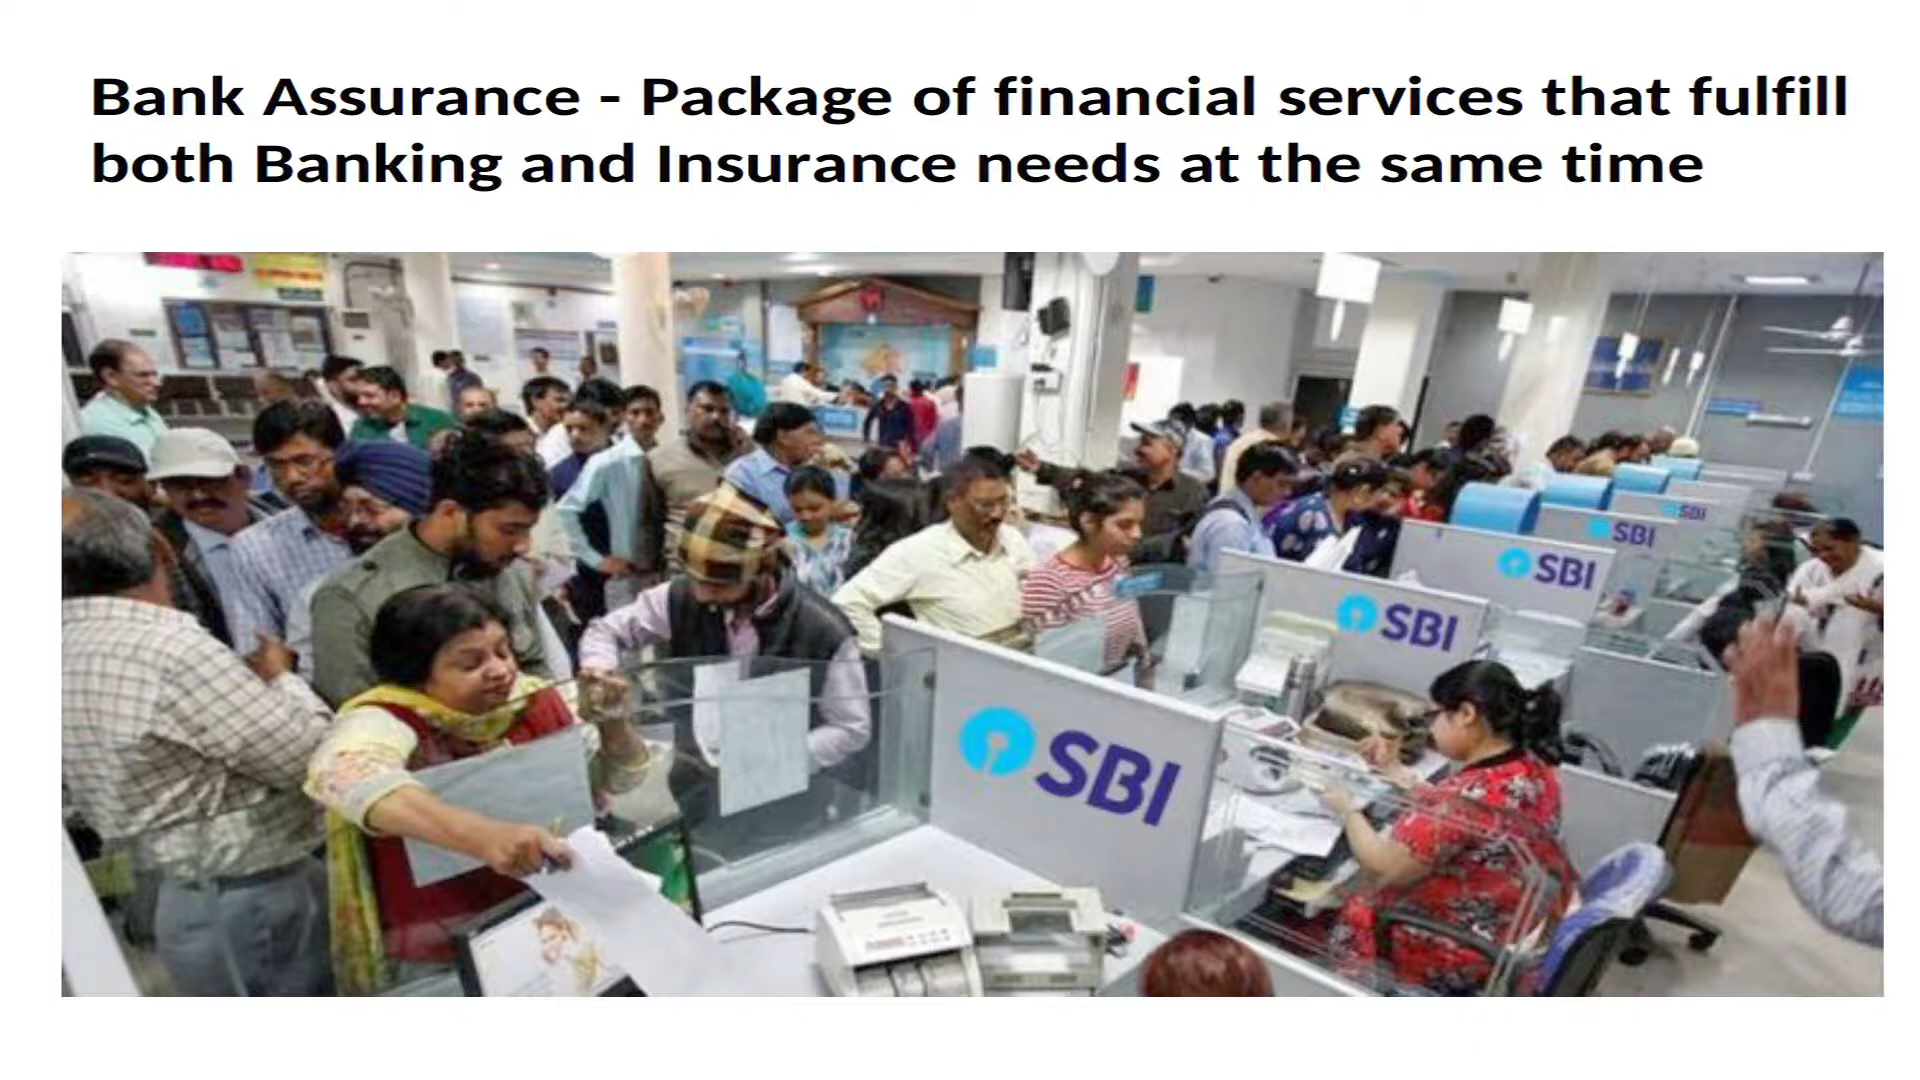 Bank Assurance - Package of financial services that fulfill
both Banking and Insurance needs at the same time
SBI
SBI
SBI
SBI
SBI